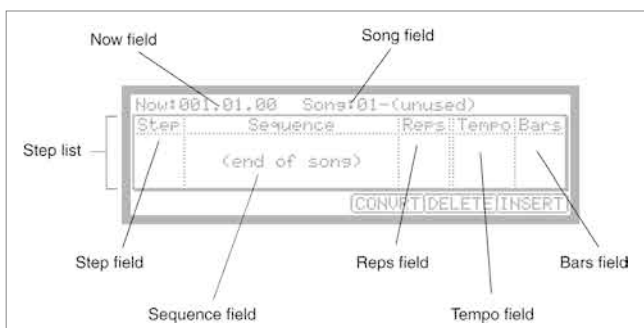 Now field
Song field
Now:001.01.00 Song:01-(unused)
Step Sequence Reps Tempo Bars
Step list
(end of song)
(CONVRT)(DELETE)(INSERT)
Step field
Reps field
Bars field
Sequence field
Tempo field